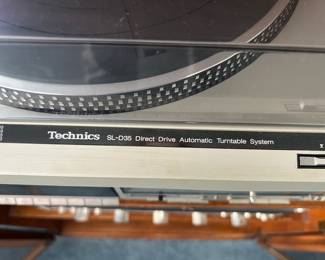 Technics SL-D35 Direct Drive Automatic Turntable System